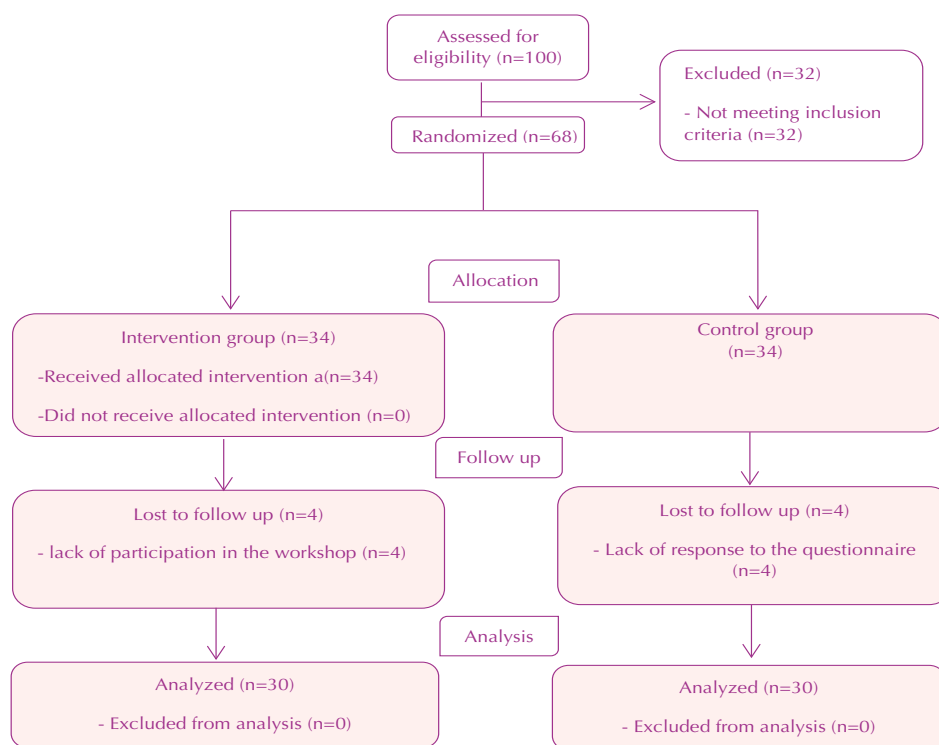 Assessed for
eligibility (n=100)
Excluded (n=32)
- Not meeting inclusion
criteria (n=32)
Randomized (n=68)
Allocation
Intervention group (n=34)
-Received allocated intervention a(n=34)
-Did not receive allocated intervention (n=0)
Control group
(n=34)
Follow up
Lost to follow up (n=4)
- lack of participation in the workshop (n=4)
Lost to follow up (n=4)
- Lack of response to the questionnaire
(n=4)
Analysis
Analyzed (n=30)
- Excluded from analysis (n=0)
Analyzed (n=30)
- Excluded from analysis (n=0)